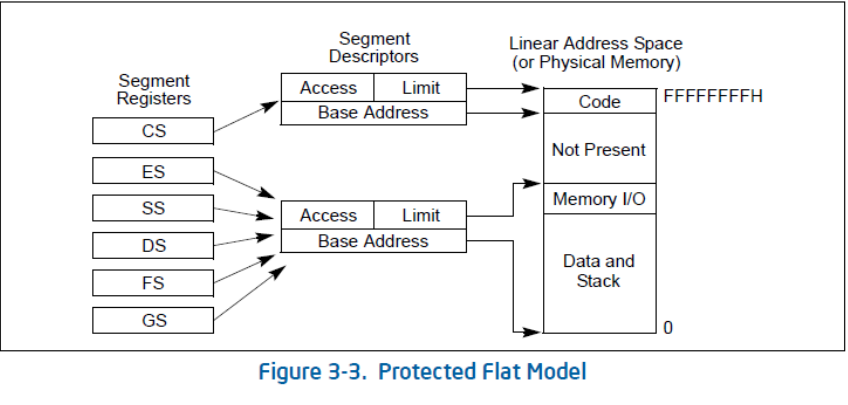 Segment
Registers
CS
ES
SS
DS
FS
GS
Segment
Descriptors
Access Limit
Base Address
Access Limit
Base Address
Linear Address Space
(or Physical Memory)
Code
FFFFFFFFH
Not Present
Memory I/O
Data and
Stack
0
Figure 3-3. Protected Flat Model